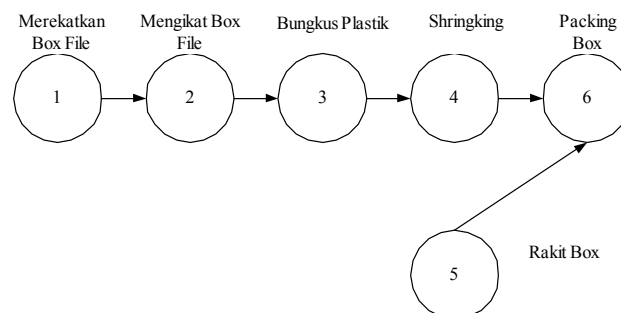 Merekatkan
Box File
Mengikat Box
File
Bungkus Plastik
Shringking
Packing
Box
1
2
3
4
6
5
Rakit Box